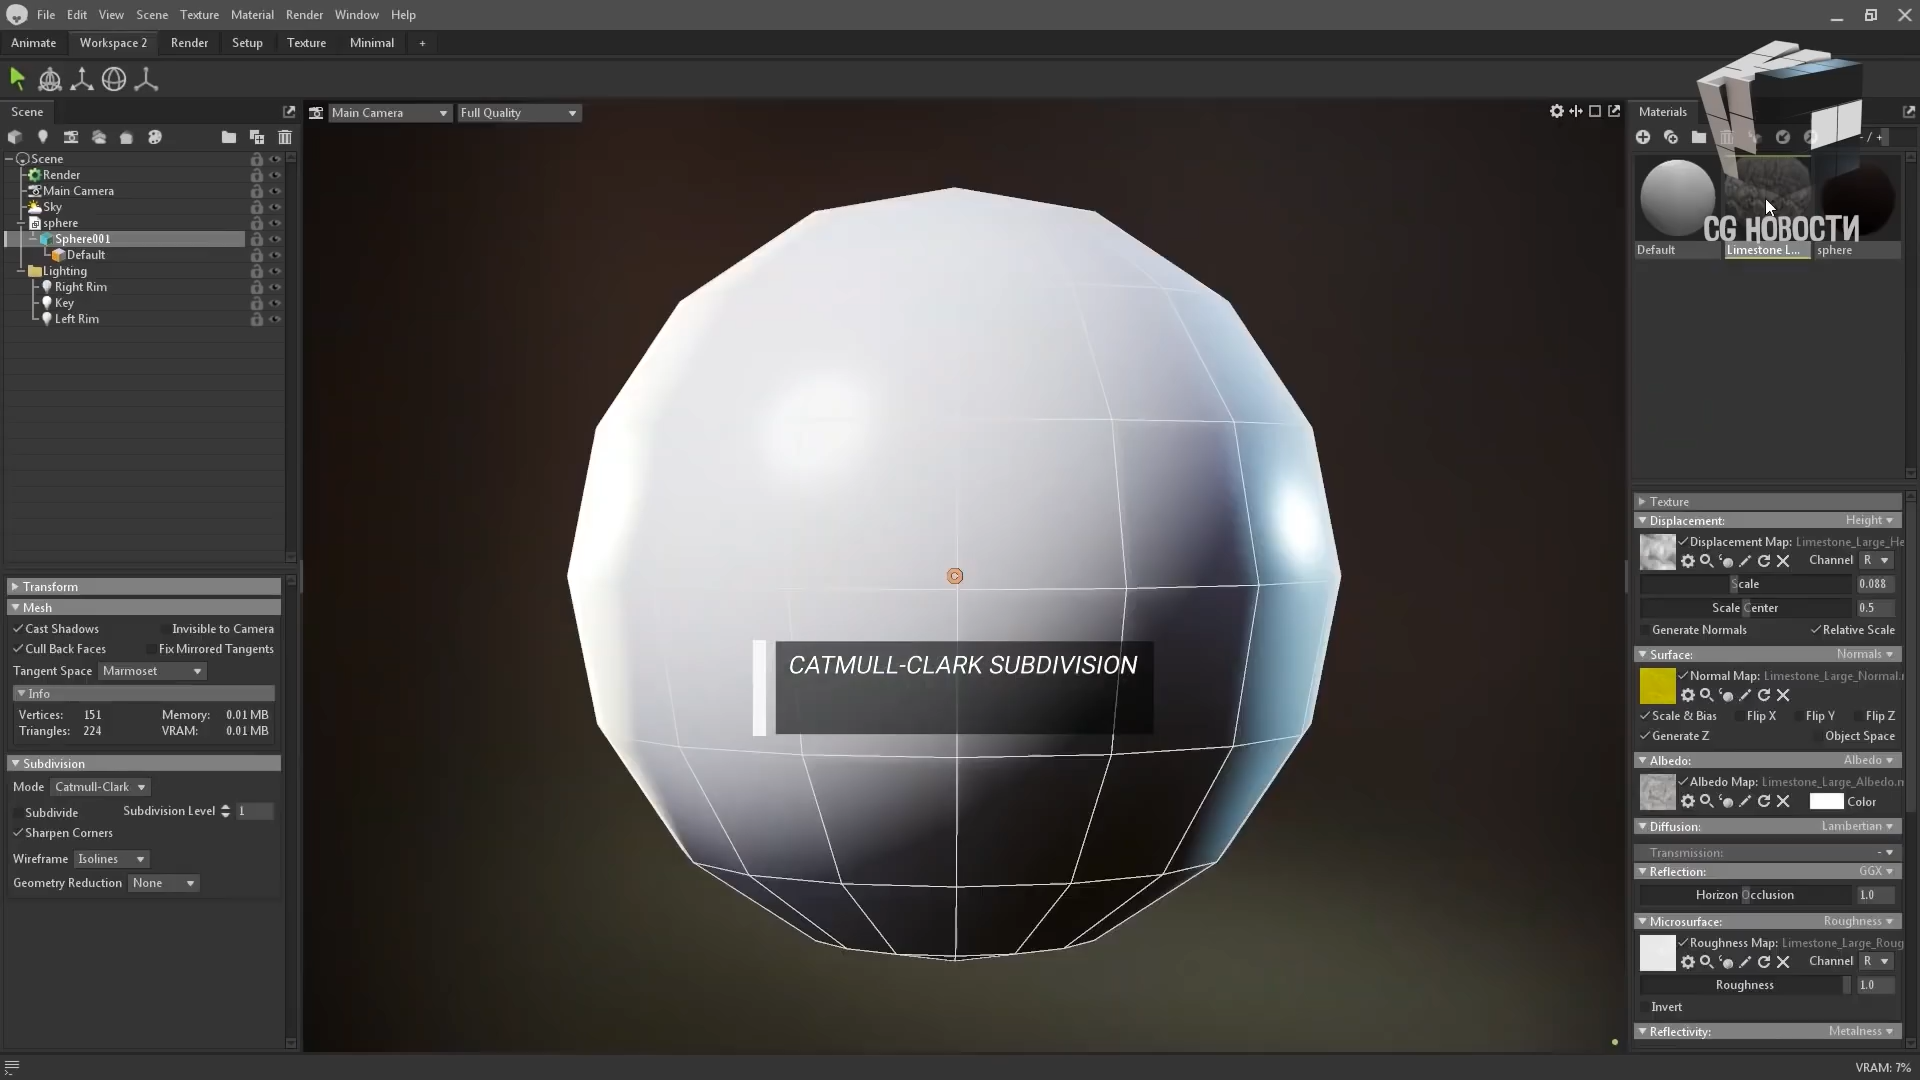 File Edit View Scene Texture Material Render Window Help
Animate Workspace 2 Render Setup Texture Minimal +
Scene
Main Camera Full Quality
Materials
Scene
Render
Main Camera
Sky
sphere
Sphere001
Default
Lighting
Right Rim
Key
Left Rim
CG НОВОСТИ
Default Limestone L... sphere
Transform
Mesh
Cast Shadows Invisible to Camera
Cull Back Faces Fix Mirrored Tangents
Tangent Space Marmoset
Info
Vertices: 151 Memory: 0.01 MB
Triangles: 224 VRAM: 0.01 MB
Subdivision
Mode Catmull-Clark
Subdivide Subdivision Level 1
Sharpen Corners
Wireframe Isolines
Geometry Reduction None
CATMULL-CLARK SUBDIVISION
Texture
Displacement: Height
Displacement Map: Limestone_Large_He
Channel R
Scale 0.088
Scale Center 0.5
Generate Normals Relative Scale
Surface: Normals
Normal Map: Limestone_Large_Normal.
Scale & Bias Flip X Flip Y Flip Z
Generate Z Object Space
Albedo: Albedo
Albedo Map: Limestone_Large_Albedo.
Color
Diffusion: Lambertian
Transmission: -
Reflection: GGX
Horizon Occlusion 1.0
Microsurface: Roughness
Roughness Map: Limestone_Large_Roug
Channel R
Roughness 1.0
Invert
Reflectivity: Metalness
VRAM: 7%